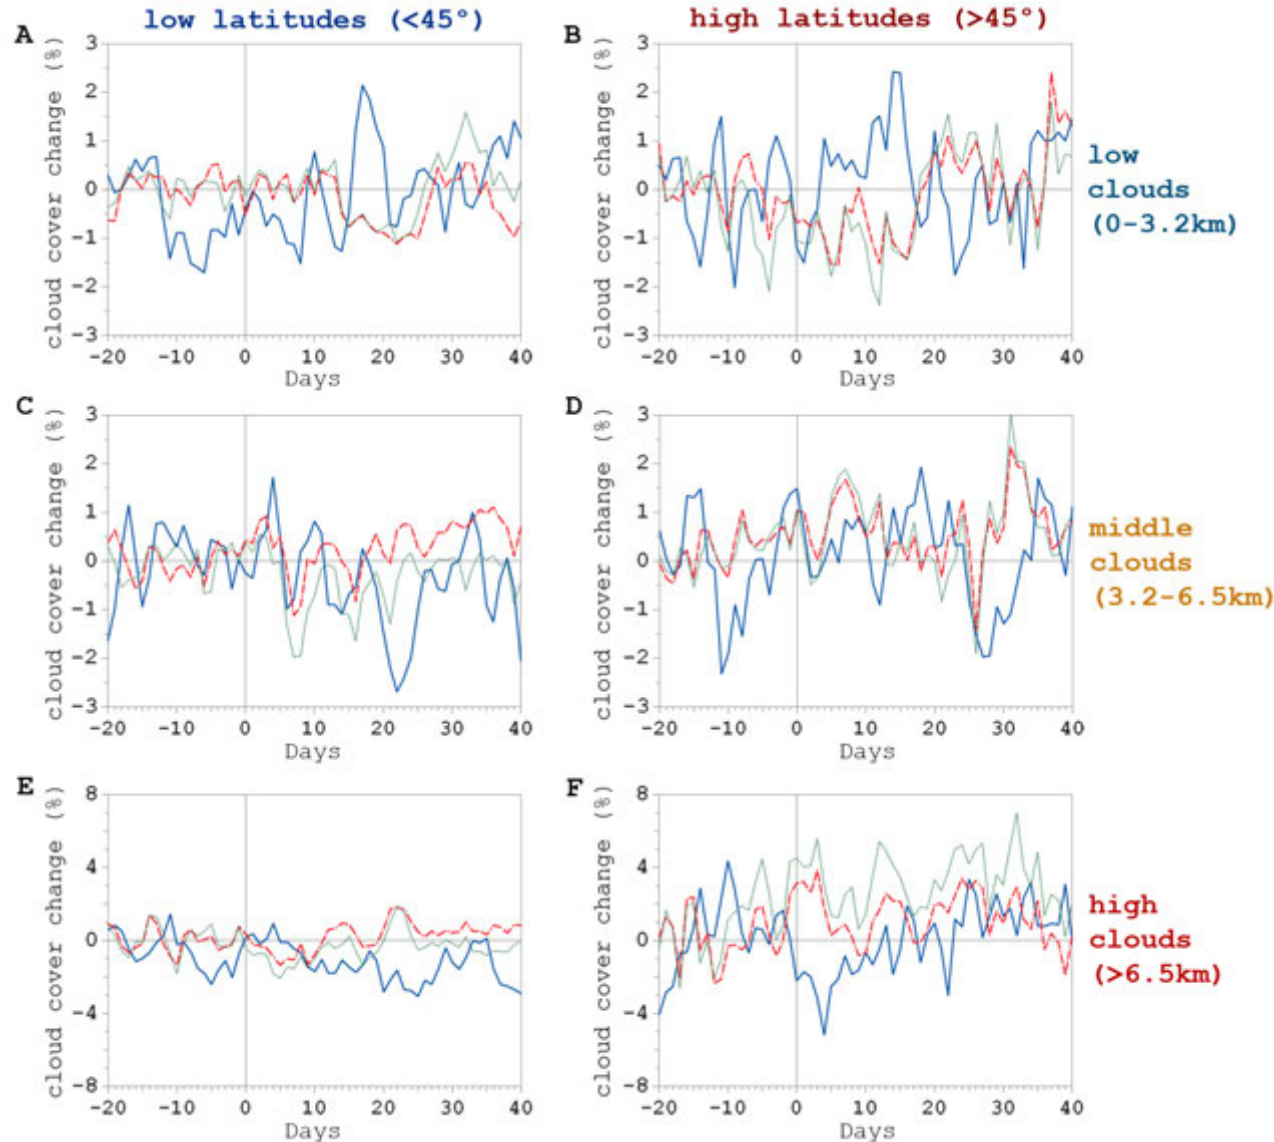 low latitudes (<45°)
high latitudes (>45°)
A
cloud cover change (%)
3
2
1
0
−1
−2
−3
−20
−10
0
10
20
30
40
Days
B
cloud cover change (%)
3
2
1
0
−1
−2
−3
−20
−10
0
10
20
30
40
Days
low
clouds
(0−3.2km)
C
cloud cover change (%)
3
2
1
0
−1
−2
−3
−20
−10
0
10
20
30
40
Days
D
cloud cover change (%)
3
2
1
0
−1
−2
−3
−20
−10
0
10
20
30
40
Days
middle
clouds
(3.2−6.5km)
E
cloud cover change (%)
8
4
0
−4
−8
−20
−10
0
10
20
30
40
Days
F
cloud cover change (%)
8
4
0
−4
−8
−20
−10
0
10
20
30
40
Days
high
clouds
(>6.5km)